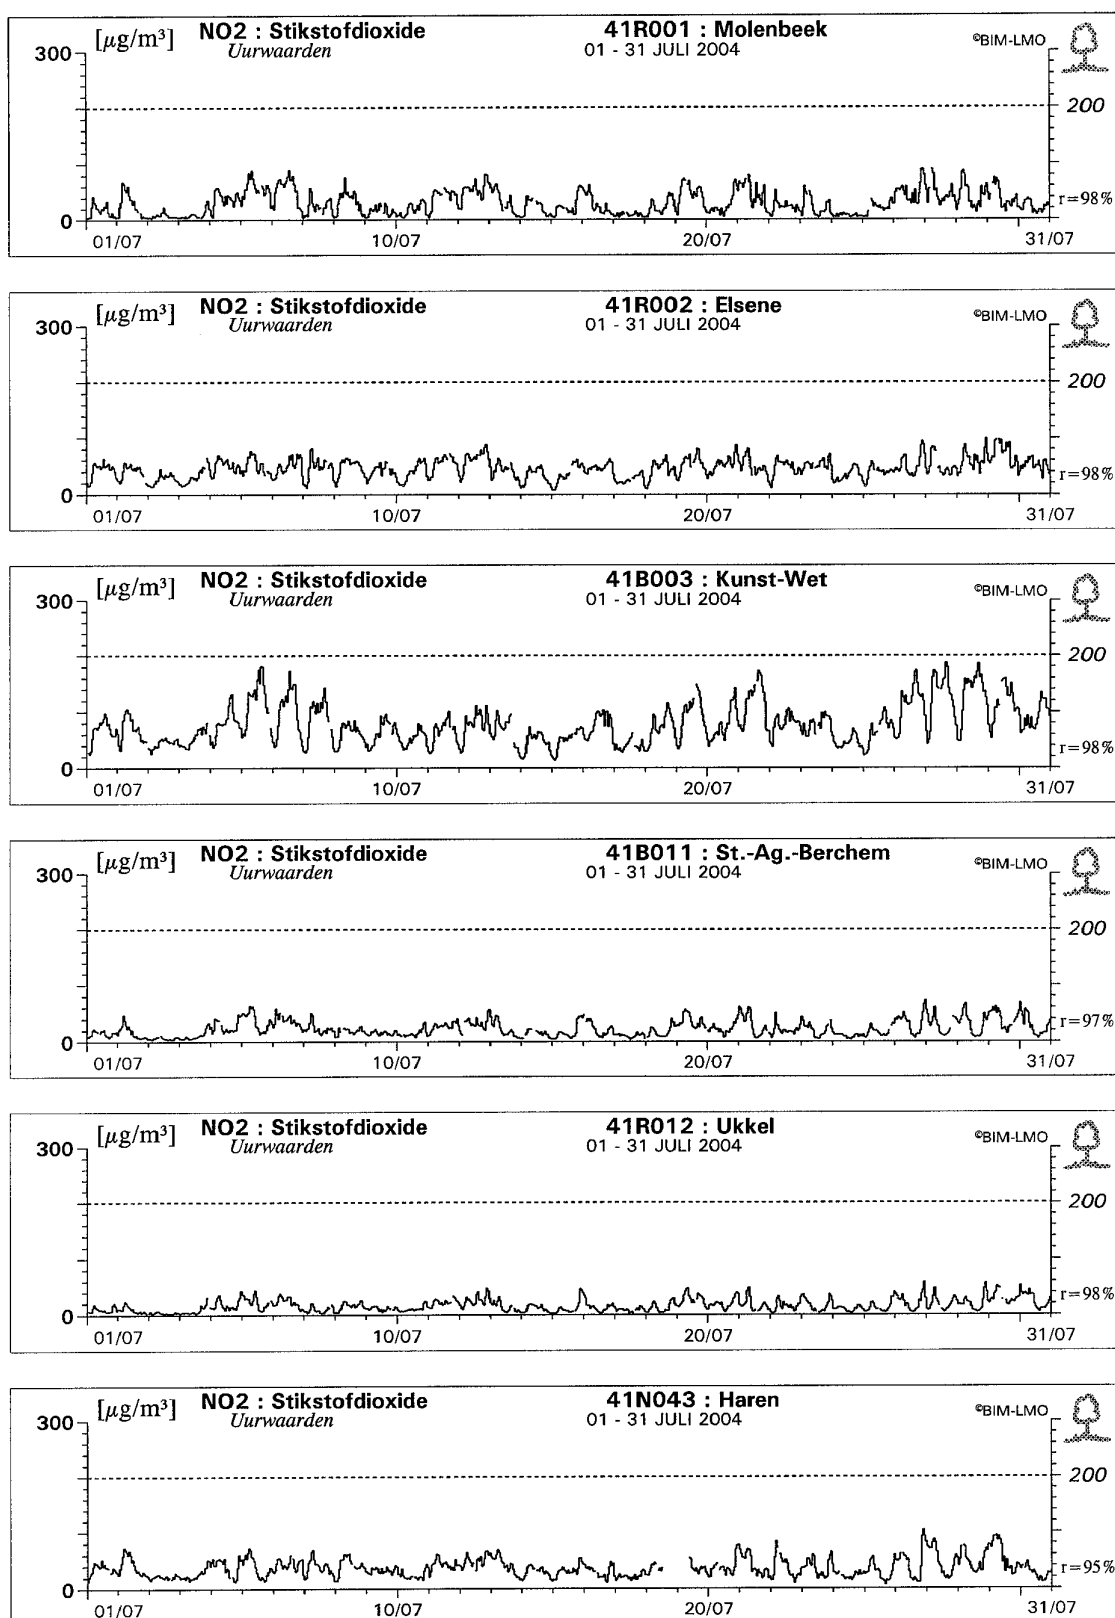 [µg/m³] NO2 : Stikstofdioxide 41R001 : Molenbeek ©BIM-LMO
300 Uurwaarden 01 - 31 JULI 2004
200
0 r=98%
01/07 10/07 20/07 31/07
[µg/m³] NO2 : Stikstofdioxide 41R002 : Elsene ©BIM-LMO
300 Uurwaarden 01 - 31 JULI 2004
200
0 r=98%
01/07 10/07 20/07 31/07
[µg/m³] NO2 : Stikstofdioxide 41B003 : Kunst-Wet ©BIM-LMO
300 Uurwaarden 01 - 31 JULI 2004
200
0 r=98%
01/07 10/07 20/07 31/07
[µg/m³] NO2 : Stikstofdioxide 41B011 : St.-Ag.-Berchem ©BIM-LMO
300 Uurwaarden 01 - 31 JULI 2004
200
0 r=97%
01/07 10/07 20/07 31/07
[µg/m³] NO2 : Stikstofdioxide 41R012 : Ukkel ©BIM-LMO
300 Uurwaarden 01 - 31 JULI 2004
200
0 r=98%
01/07 10/07 20/07 31/07
[µg/m³] NO2 : Stikstofdioxide 41N043 : Haren ©BIM-LMO
300 Uurwaarden 01 - 31 JULI 2004
200
0 r=95%
01/07 10/07 20/07 31/07